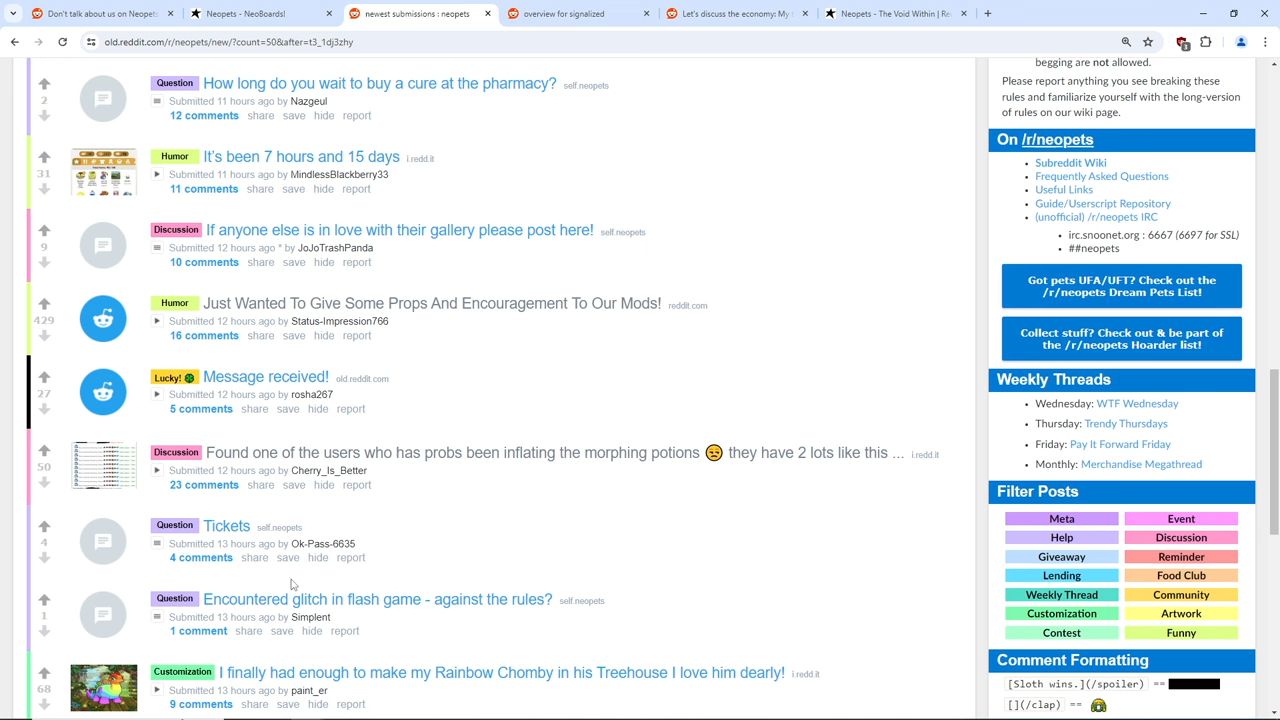 Don't talk about us on Neopets
Neopets - NeoBoards!
newest submissions : neopets
overview for signalized
Let's discuss the economy: My t
Neopets - The Void Within | Re
old.reddit.com/r/neopets/new/?count=50&after=t3_1dj3zhy
3
begging are not allowed.
Please report anything you see breaking these
rules and familiarize yourself with the long-version
of rules on our wiki page.
2
Question How long do you wait to buy a cure at the pharmacy? self.neopets
Submitted 11 hours ago by Nazgeul
12 comments share save hide report
31
Humor It's been 7 hours and 15 days i.redd.it
Submitted 11 hours ago by MindlessBlackberry33
11 comments share save hide report
9
Discussion If anyone else is in love with their gallery please post here! self.neopets
Submitted 12 hours ago * by JoJoTrashPanda
10 comments share save hide report
429
Humor Just Wanted To Give Some Props And Encouragement To Our Mods! reddit.com
Submitted 12 hours ago by Status-Impression766
16 comments share save hide report
27
Lucky! Message received! old.reddit.com
Submitted 12 hours ago by rosha267
5 comments share save hide report
50
Discussion Found one of the users who has probs been inflating the morphing potions 😒 they have 2 lots like this ... i.redd.it
Submitted 12 hours ago by Cherry_Is_Better
23 comments share save hide report
4
Question Tickets self.neopets
Submitted 13 hours ago by Ok-Pass-6635
4 comments share save hide report
1
Question Encountered glitch in flash game - against the rules? self.neopets
Submitted 13 hours ago by Simplent
1 comment share save hide report
68
Customization I finally had enough to make my Rainbow Chomby in his Treehouse I love him dearly! i.redd.it
Submitted 13 hours ago by paint_er
9 comments share save hide report
On /r/neopets
Subreddit Wiki
Frequently Asked Questions
Useful Links
Guide/Userscript Repository
(unofficial) /r/neopets IRC
irc.snoonet.org : 6667 (6697 for SSL)
##neopets
Got pets UFA/UFT? Check out the
/r/neopets Dream Pets List!
Collect stuff? Check out & be part of
the /r/neopets Hoarder list!
Weekly Threads
Wednesday: WTF Wednesday
Thursday: Trendy Thursdays
Friday: Pay It Forward Friday
Monthly: Merchandise Megathread
Filter Posts
Meta Event
Help Discussion
Giveaway Reminder
Lending Food Club
Weekly Thread Community
Customization Artwork
Contest Funny
Comment Formatting
[Sloth wins.](/spoiler) ==
[](/clap) ==